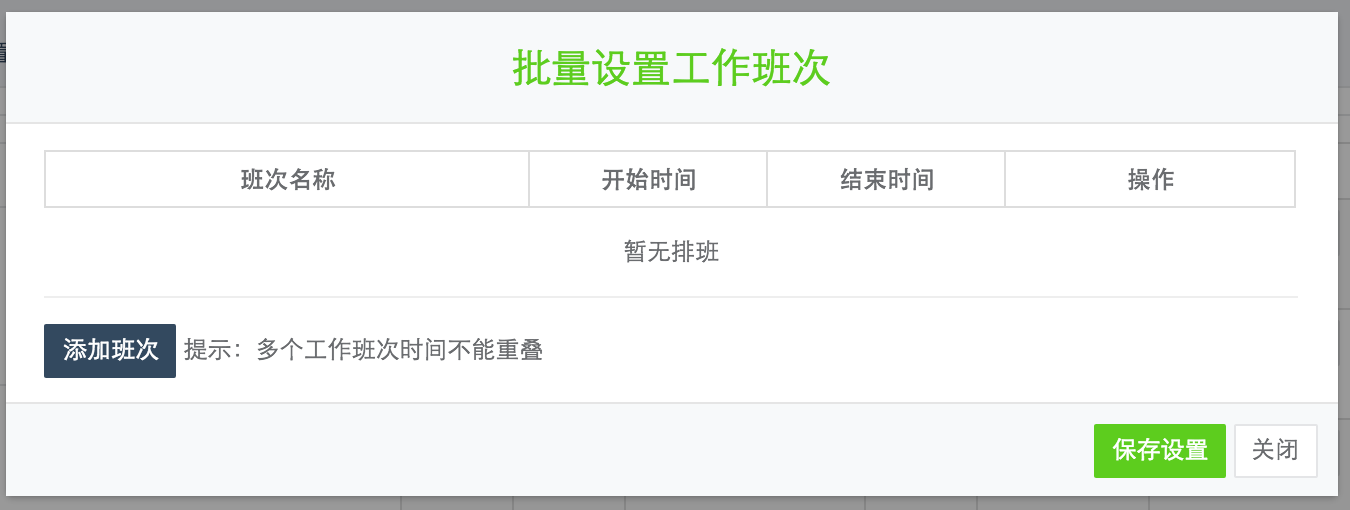 批量设置工作班次
班次名称 开始时间 结束时间 操作
暂无排班
添加班次 提示：多个工作班次时间不能重叠
保存设置 关闭